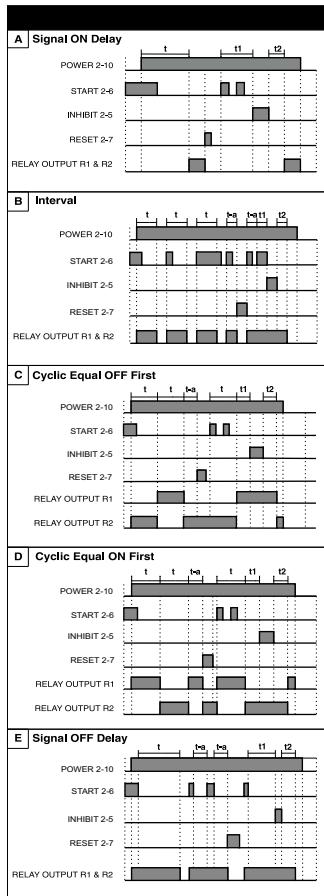 A Signal ON Delay
t t1 t2
POWER 2-10
START 2-6
INHIBIT 2-5
RESET 2-7
RELAY OUTPUT R1 & R2
B Interval
t t t t-a t-a t1 t2
POWER 2-10
START 2-6
INHIBIT 2-5
RESET 2-7
RELAY OUTPUT R1 & R2
C Cyclic Equal OFF First
t t t-a t t1 t2
POWER 2-10
START 2-6
INHIBIT 2-5
RESET 2-7
RELAY OUTPUT R1
RELAY OUTPUT R2
D Cyclic Equal ON First
t t t-a t t1 t2
POWER 2-10
START 2-6
INHIBIT 2-5
RESET 2-7
RELAY OUTPUT R1
RELAY OUTPUT R2
E Signal OFF Delay
t t-a t-a t1 t2
POWER 2-10
START 2-6
INHIBIT 2-5
RESET 2-7
RELAY OUTPUT R1 & R2